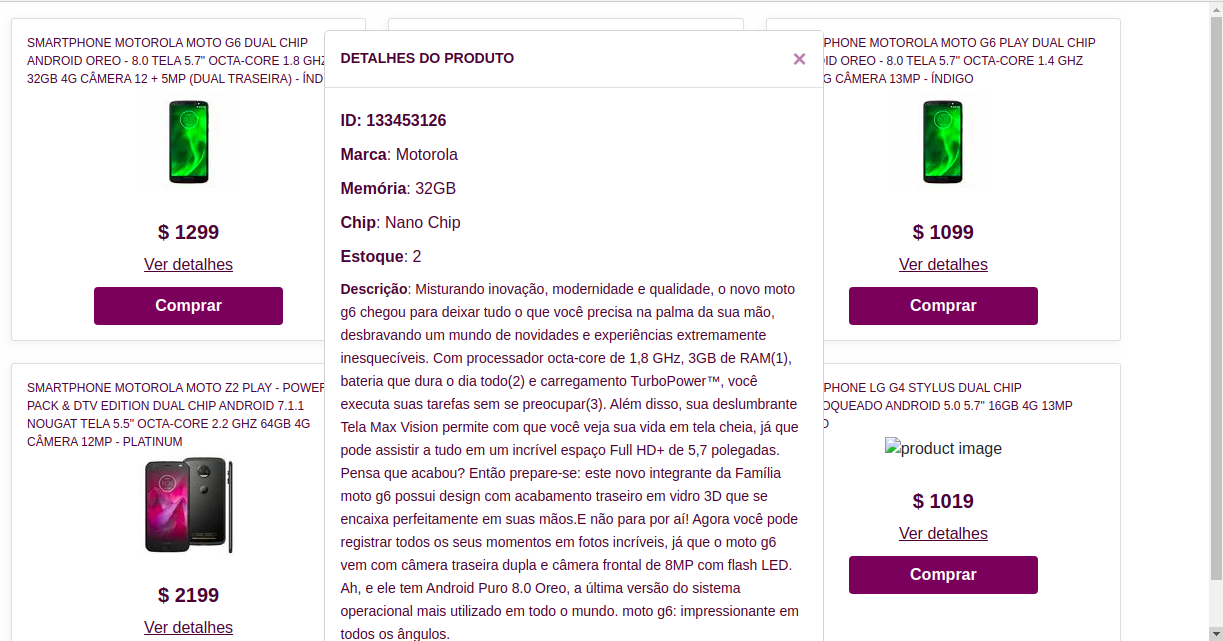 SMARTPHONE MOTOROLA MOTO G6 DUAL CHIP
ANDROID OREO - 8.0 TELA 5.7" OCTA-CORE 1.8 GHZ
32GB 4G CÂMERA 12 + 5MP (DUAL TRASEIRA) - ÍND
$ 1299
Ver detalhes
Comprar
DETALHES DO PRODUTO
×
ID: 133453126
Marca: Motorola
Memória: 32GB
Chip: Nano Chip
Estoque: 2
Descrição: Misturando inovação, modernidade e qualidade, o novo moto
g6 chegou para deixar tudo o que você precisa na palma da sua mão,
desbravando um mundo de novidades e experiências extremamente
inesquecíveis. Com processador octa-core de 1,8 GHz, 3GB de RAM(1),
bateria que dura o dia todo(2) e carregamento TurboPower™, você
executa suas tarefas sem se preocupar(3). Além disso, sua deslumbrante
Tela Max Vision permite com que você veja sua vida em tela cheia, já que
pode assistir a tudo em um incrível espaço Full HD+ de 5,7 polegadas.
Pensa que acabou? Então prepare-se: este novo integrante da Família
moto g6 possui design com acabamento traseiro em vidro 3D que se
encaixa perfeitamente em suas mãos.E não para por aí! Agora você pode
registrar todos os seus momentos em fotos incríveis, já que o moto g6
vem com câmera traseira dupla e câmera frontal de 8MP com flash LED.
Ah, e ele tem Android Puro 8.0 Oreo, a última versão do sistema
operacional mais utilizado em todo o mundo. moto g6: impressionante em
todos os ângulos.
PHONE MOTOROLA MOTO G6 PLAY DUAL CHIP
ID OREO - 8.0 TELA 5.7" OCTA-CORE 1.4 GHZ
G CÂMERA 13MP - ÍNDIGO
$ 1099
Ver detalhes
Comprar
SMARTPHONE MOTOROLA MOTO Z2 PLAY - POWER
PACK & DTV EDITION DUAL CHIP ANDROID 7.1.1
NOUGAT TELA 5.5" OCTA-CORE 2.2 GHZ 64GB 4G
CÂMERA 12MP - PLATINUM
$ 2199
Ver detalhes
PHONE LG G4 STYLUS DUAL CHIP
OQUEADO ANDROID 5.0 5.7" 16GB 4G 13MP
O
product image
$ 1019
Ver detalhes
Comprar